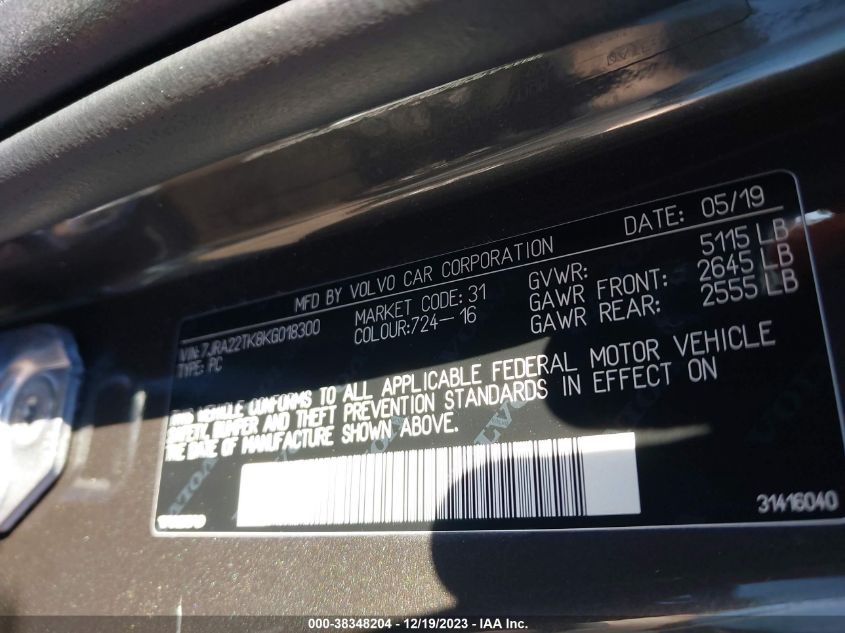 MFD BY VOLVO CAR CORPORATION DATE: 05/19
VIN:7JRA22TK8KG018300 MARKET CODE: 31 GVWR: 5115 LB
TYPE: PC COLOUR:724-16 GAWR FRONT: 2645 LB
GAWR REAR: 2555 LB
THIS VEHICLE CONFORMS TO ALL APPLICABLE FEDERAL MOTOR VEHICLE
SAFETY, BUMPER AND THEFT PREVENTION STANDARDS IN EFFECT ON
THE DATE OF MANUFACTURE SHOWN ABOVE.
VOLVO VOLVO VOLVO
31416040
000-38348204 - 12/19/2023 - IAA Inc.